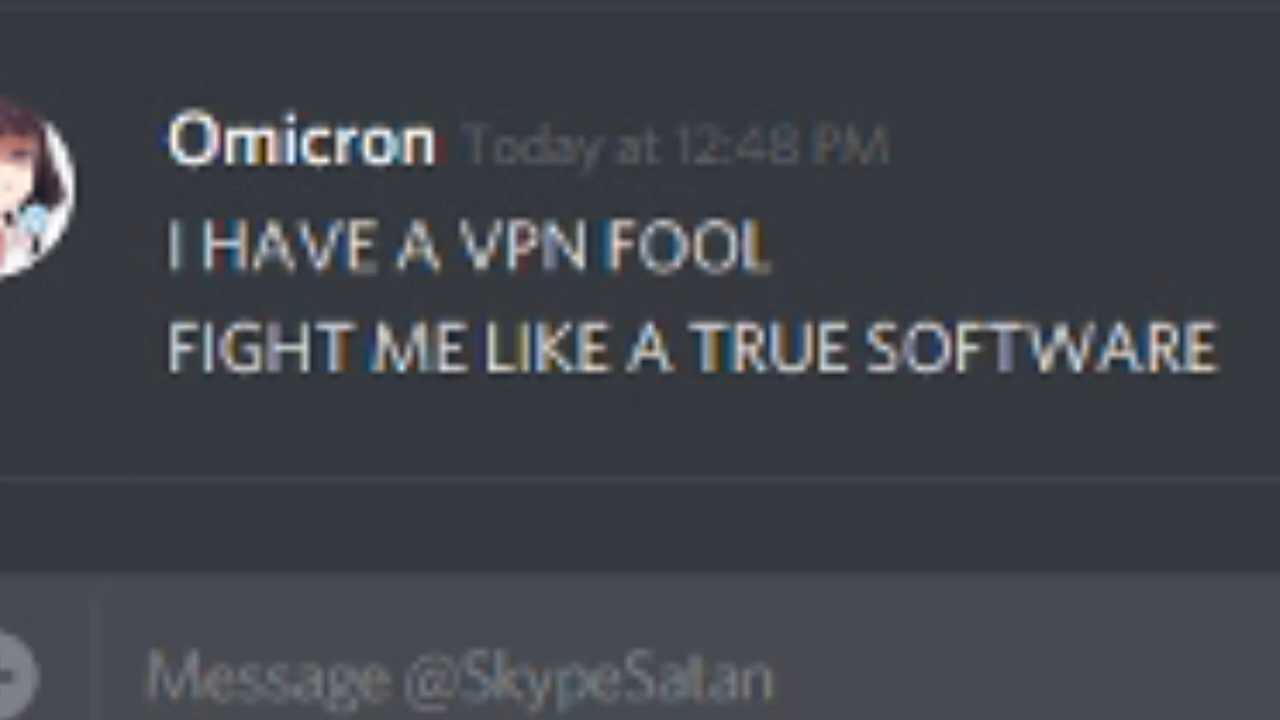 Omicron Today at 12:48 PM
I HAVE A VPN FOOL
FIGHT ME LIKE A TRUE SOFTWARE
Message @SkypeSatan